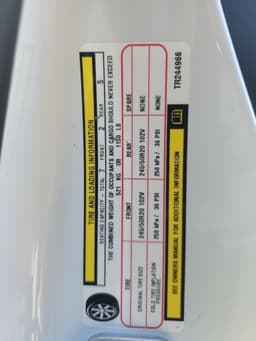 TIRE AND LOADING INFORMATION
SEATING CAPACITY - TOTAL 7 FRONT 2 REAR 5
THE COMBINED WEIGHT OF OCCUPANTS AND CARGO SHOULD NEVER EXCEED
521 KG OR 1150 LB
TIRE FRONT REAR SPARE
ORIGINAL TIRE SIZE 245/50R20 102V 245/50R20 102V NONE
COLD TIRE INFLATION PRESSURE 250 kPa / 36 PSI 250 kPa / 36 PSI NONE
SEE OWNERS MANUAL FOR ADDITIONAL INFORMATION
TR244966